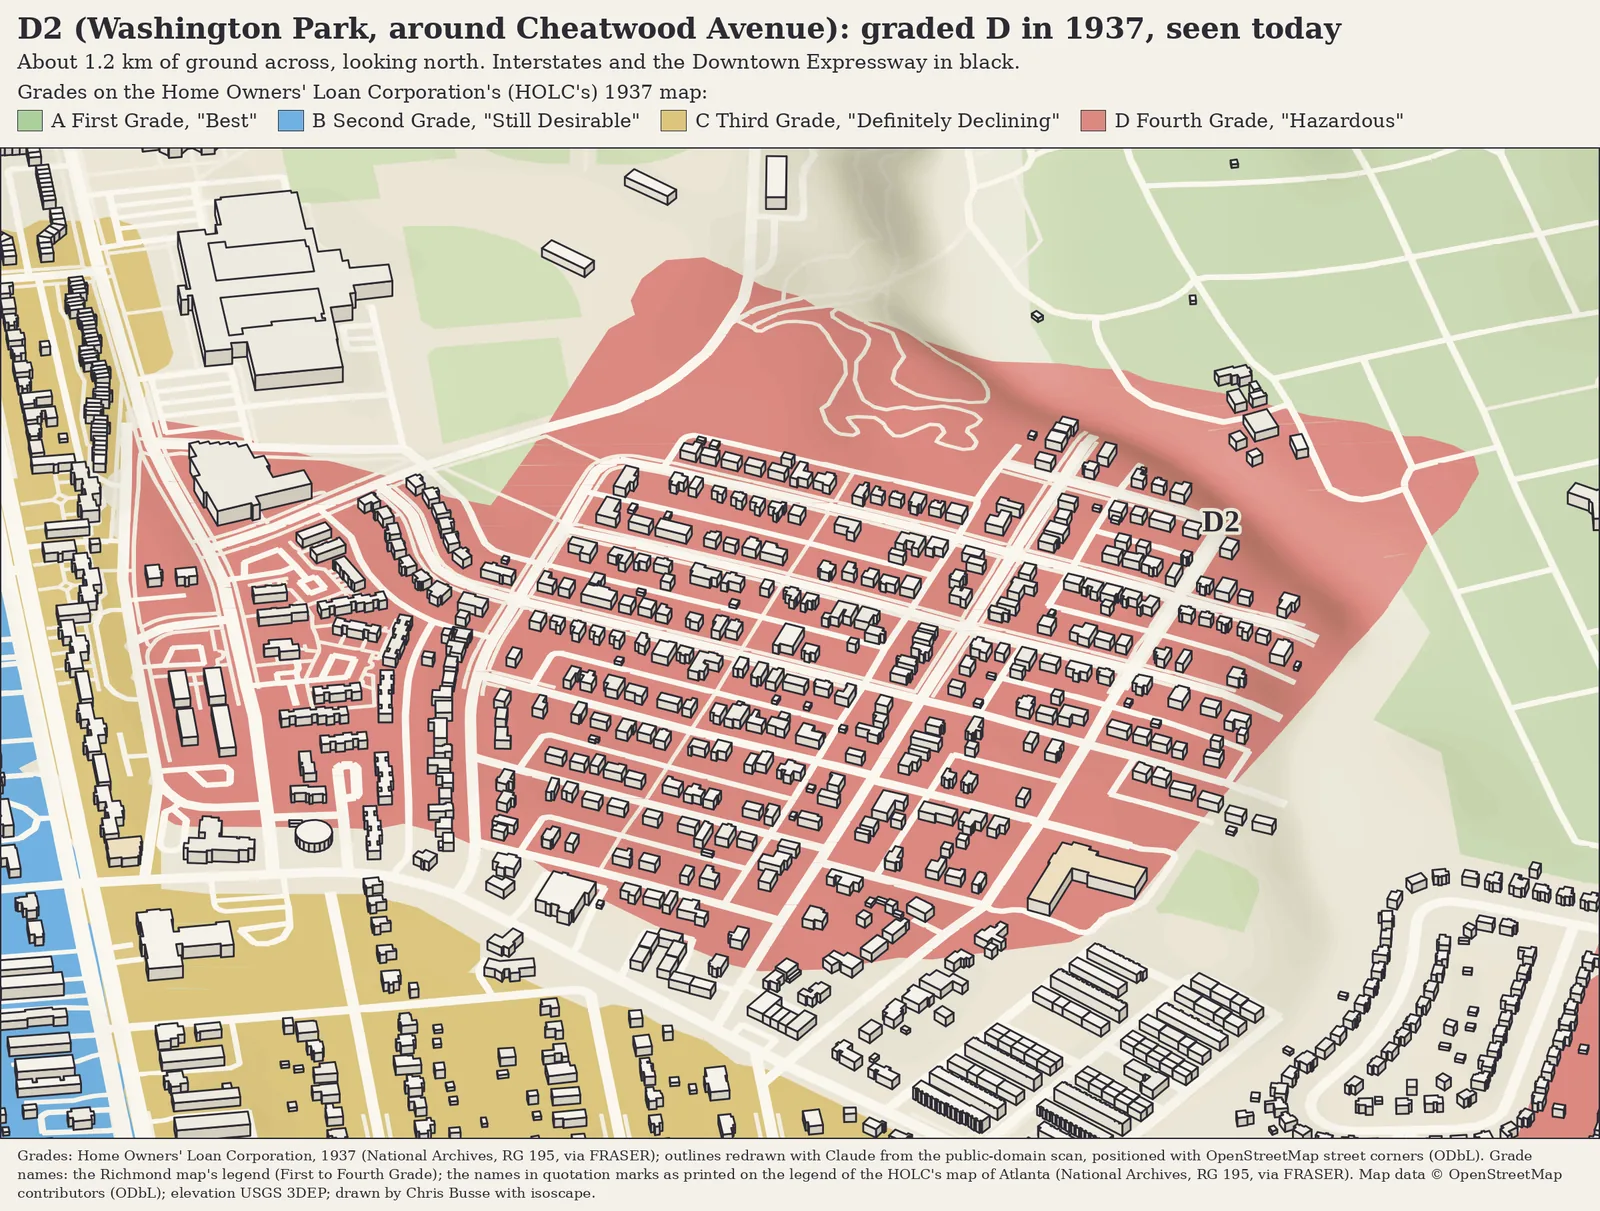 D2 (Washington Park, around Cheatwood Avenue): graded D in 1937, seen today
About 1.2 km of ground across, looking north. Interstates and the Downtown Expressway in black.
Grades on the Home Owners' Loan Corporation's (HOLC's) 1937 map:
A First Grade, "Best" B Second Grade, "Still Desirable" C Third Grade, "Definitely Declining" D Fourth Grade, "Hazardous"
D2
Grades: Home Owners' Loan Corporation, 1937 (National Archives, RG 195, via FRASER); outlines redrawn with Claude from the public-domain scan, positioned with OpenStreetMap street corners (ODbL). Grade
names: the Richmond map's legend (First to Fourth Grade); the names in quotation marks as printed on the legend of the HOLC's map of Atlanta (National Archives, RG 195, via FRASER). Map data © OpenStreetMap
contributors (ODbL); elevation USGS 3DEP; drawn by Chris Busse with isoscape.